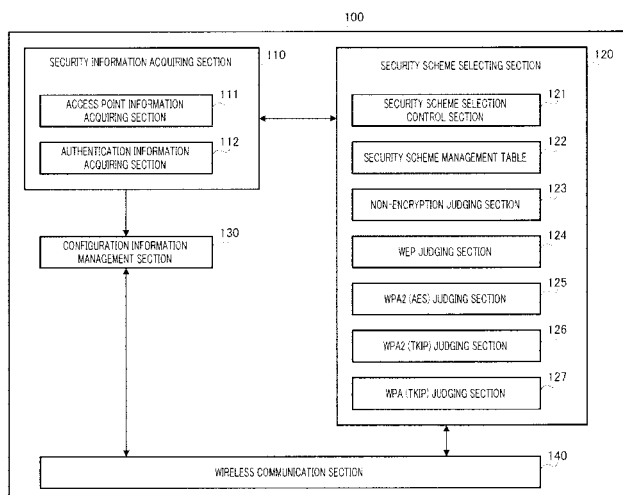 100
SECURITY INFORMATION ACQUIRING SECTION
110
ACCESS POINT INFORMATION
ACQUIRING SECTION
111
AUTHENTICATION INFORMATION
ACQUIRING SECTION
112
CONFIGURATION INFORMATION
MANAGEMENT SECTION
130
SECURITY SCHEME SELECTING SECTION
120
SECURITY SCHEME SELECTION
CONTROL SECTION
121
SECURITY SCHEME MANAGEMENT TABLE
122
NON-ENCRYPTION JUDGING SECTION
123
WEP JUDGING SECTION
124
WPA2 (AES) JUDGING SECTION
125
WPA2 (TKIP) JUDGING SECTION
126
WPA (TKIP) JUDGING SECTION
127
WIRELESS COMMUNICATION SECTION
140